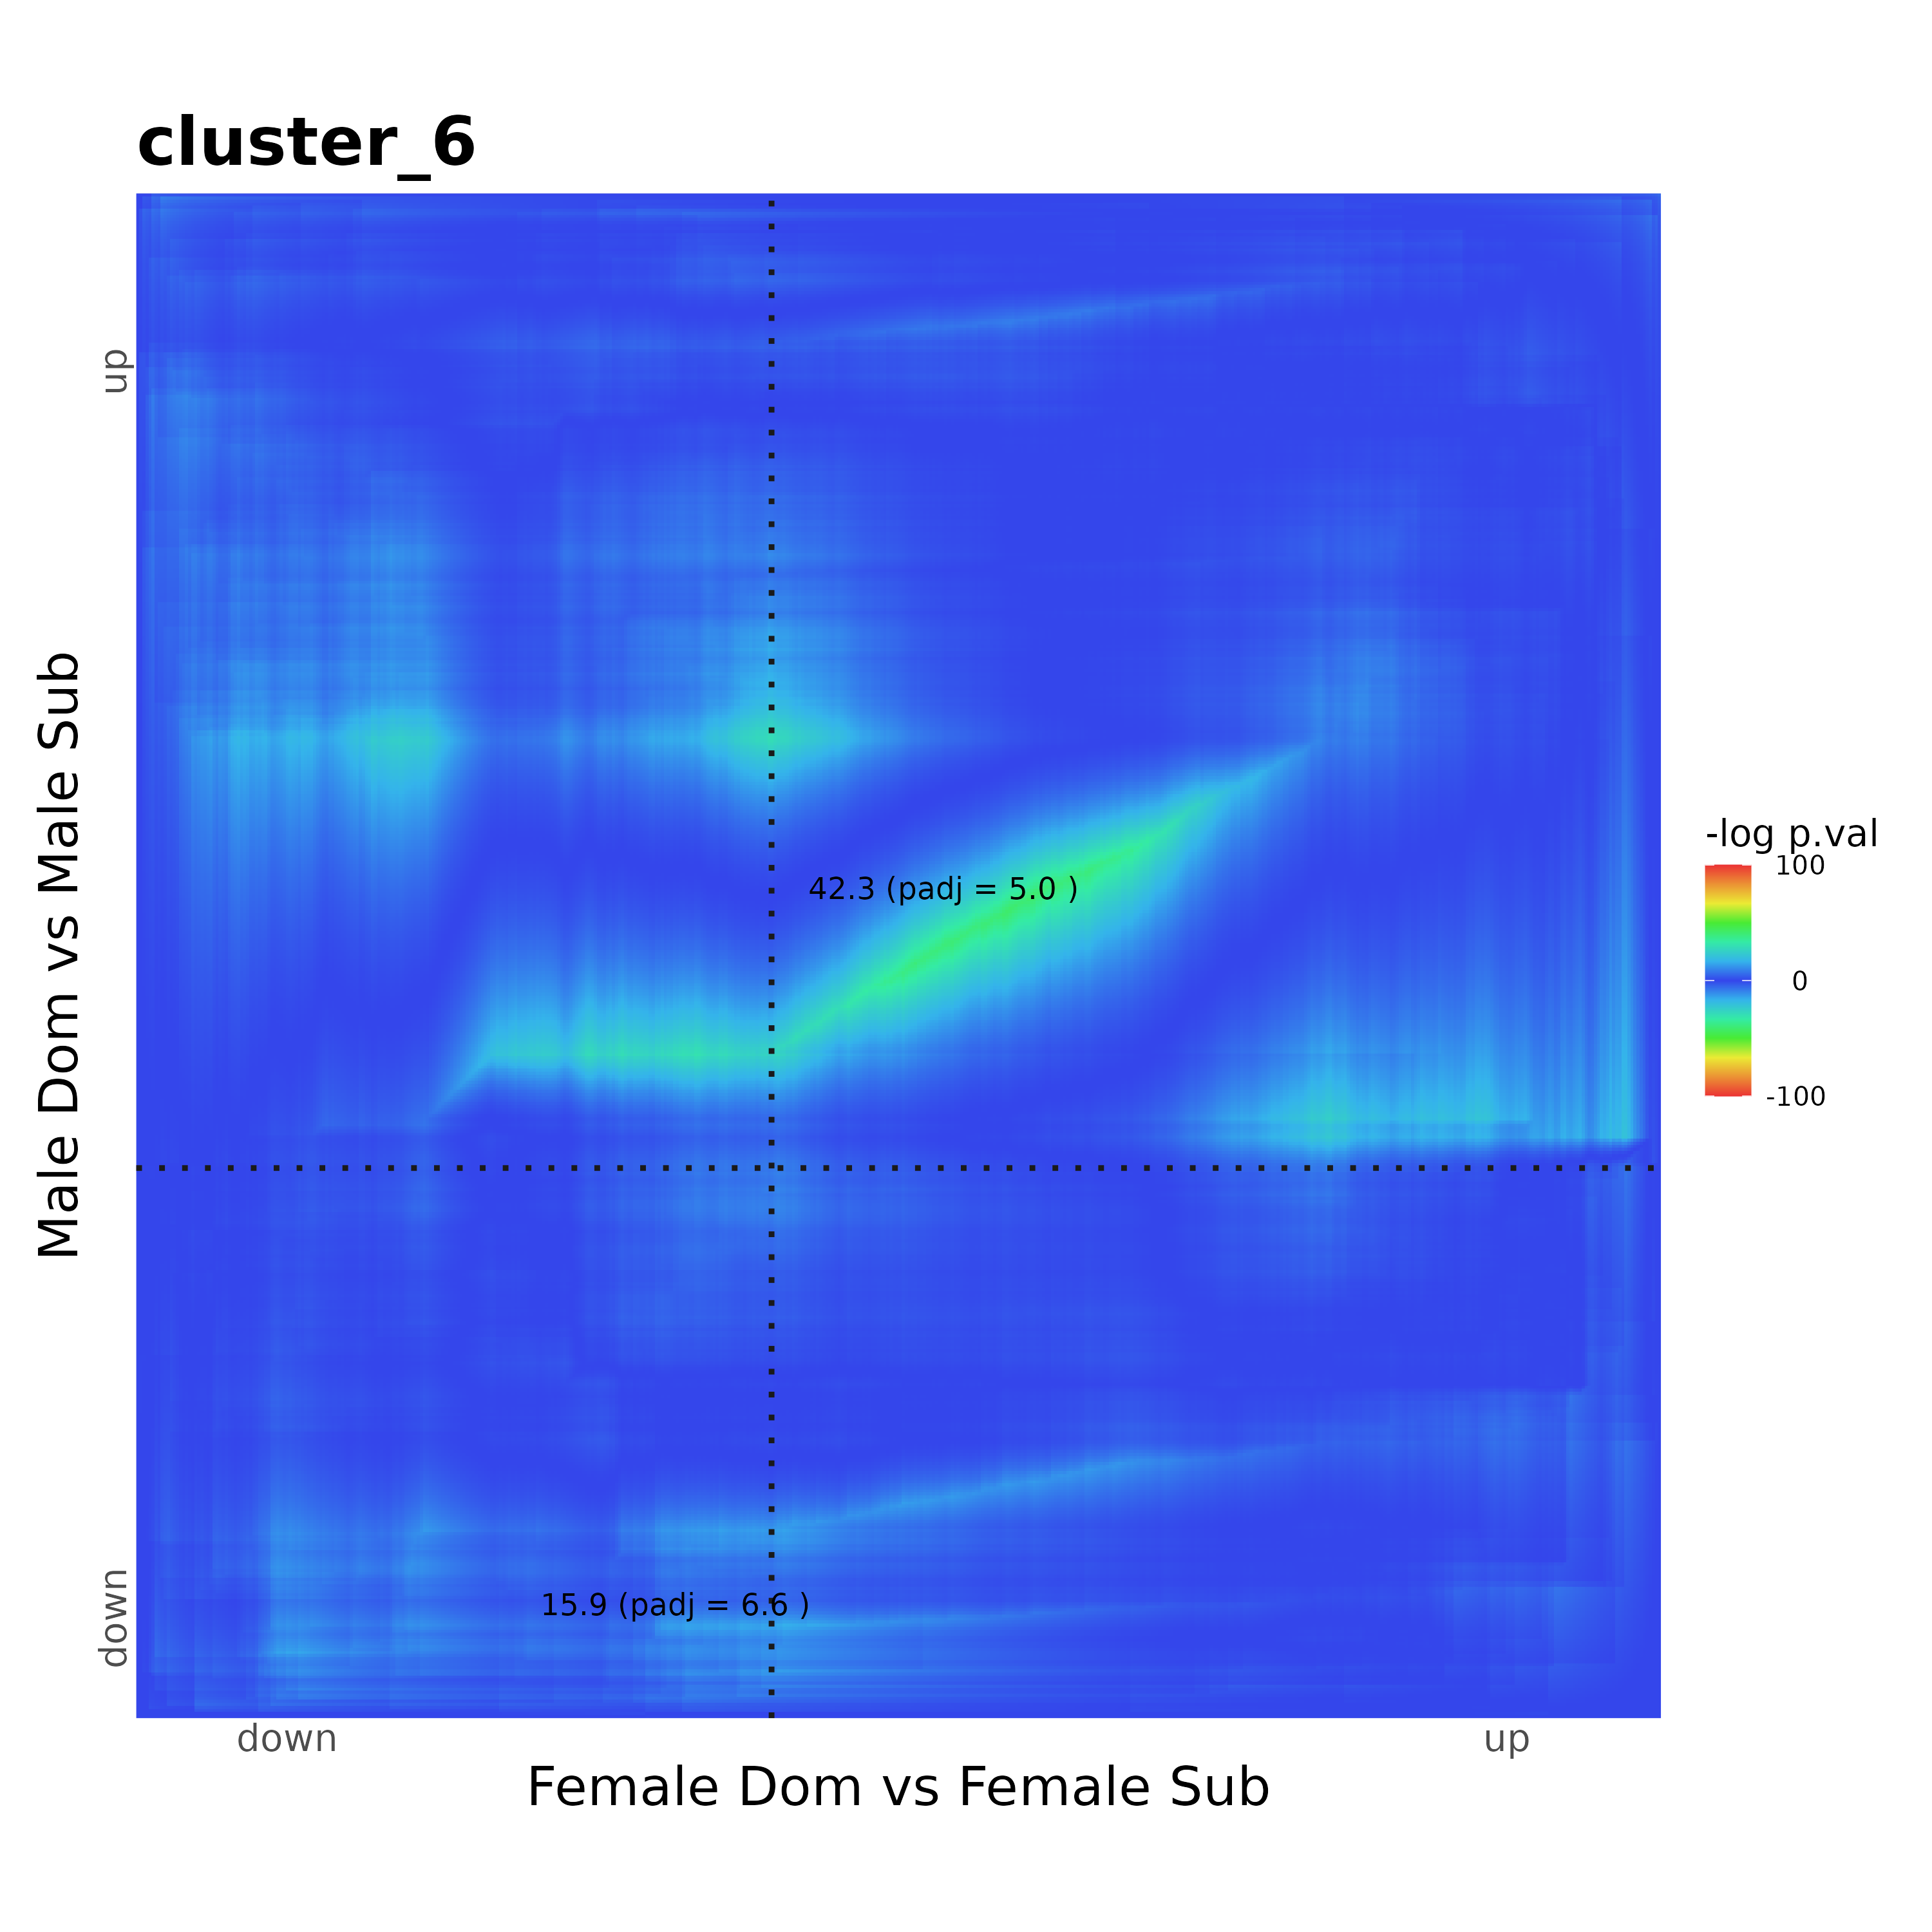 cluster_6
up
Male Dom vs Male Sub
down
42.3 (padj = 5.0 )
15.9 (padj = 6.6 )
-log p.val
100
0
-100
down
up
Female Dom vs Female Sub